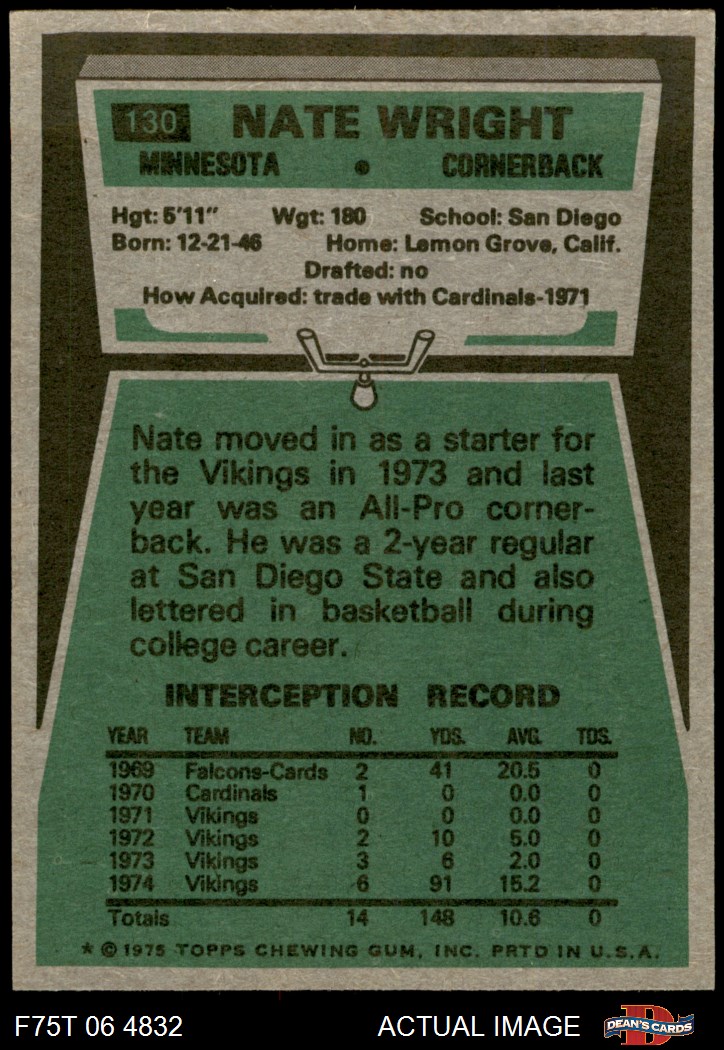 130 NATE WRIGHT
MINNESOTA • CORNERBACK
Hgt: 5'11" Wgt: 180 School: San Diego
Born: 12-21-46 Home: Lemon Grove, Calif.
Drafted: no
How Acquired: trade with Cardinals-1971
Nate moved in as a starter for
the Vikings in 1973 and last
year was an All-Pro corner-
back. He was a 2-year regular
at San Diego State and also
lettered in basketball during
college career.
INTERCEPTION RECORD
YEAR TEAM NO. YDS. AVG. TDS.
1969 Falcons-Cards 2 41 20.5 0
1970 Cardinals 1 0 0.0 0
1971 Vikings 0 0 0.0 0
1972 Vikings 2 10 5.0 0
1973 Vikings 3 6 2.0 0
1974 Vikings 6 91 15.2 0
Totals 14 148 10.6 0
* © 1975 TOPPS CHEWING GUM, INC. PRTD IN U.S.A.
F75T 06 4832 ACTUAL IMAGE D DEAN'S CARDS